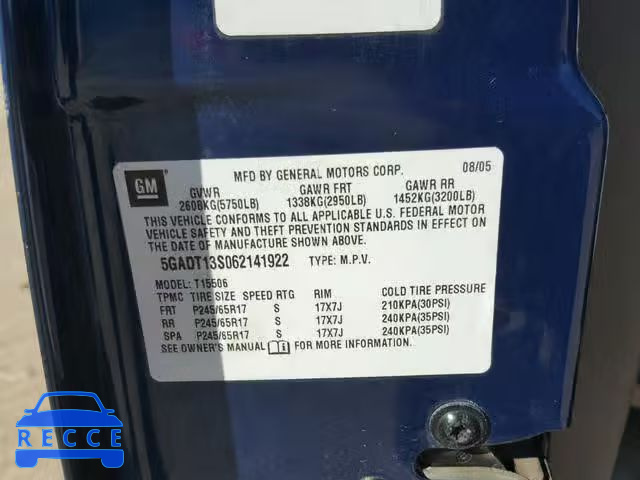 GM
MFD BY GENERAL MOTORS CORP. 08/05
GVWR GAWR FRT GAWR RR
2608KG(5750LB) 1338KG(2950LB) 1452KG(3200LB)
THIS VEHICLE CONFORMS TO ALL APPLICABLE U.S. FEDERAL MOTOR
VEHICLE SAFETY AND THEFT PREVENTION STANDARDS IN EFFECT ON
THE DATE OF MANUFACTURE SHOWN ABOVE.
5GADT13S062141922 TYPE: M.P.V.
MODEL: T15506
TPMC TIRE SIZE SPEED RTG RIM COLD TIRE PRESSURE
FRT P245/65R17 S 17X7J 210KPA(30PSI)
RR P245/65R17 S 17X7J 240KPA(35PSI)
SPA P245/65R17 S 17X7J 240KPA(35PSI)
SEE OWNER'S MANUAL FOR MORE INFORMATION.
RECCE